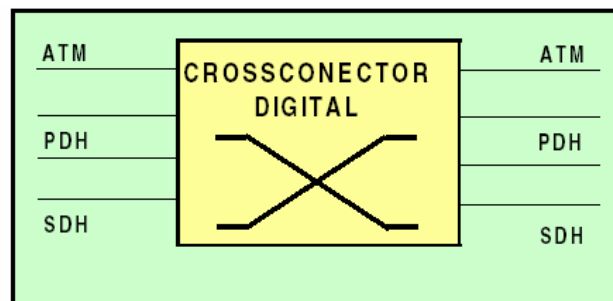 ATM
PDH
SDH
CROSSCONECTOR
DIGITAL
ATM
PDH
SDH